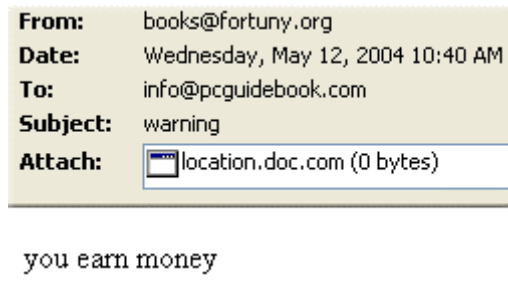 From: books@fortuny.org
Date: Wednesday, May 12, 2004 10:40 AM
To: info@pcguidebook.com
Subject: warning
Attach: location.doc.com (0 bytes)
you earn money